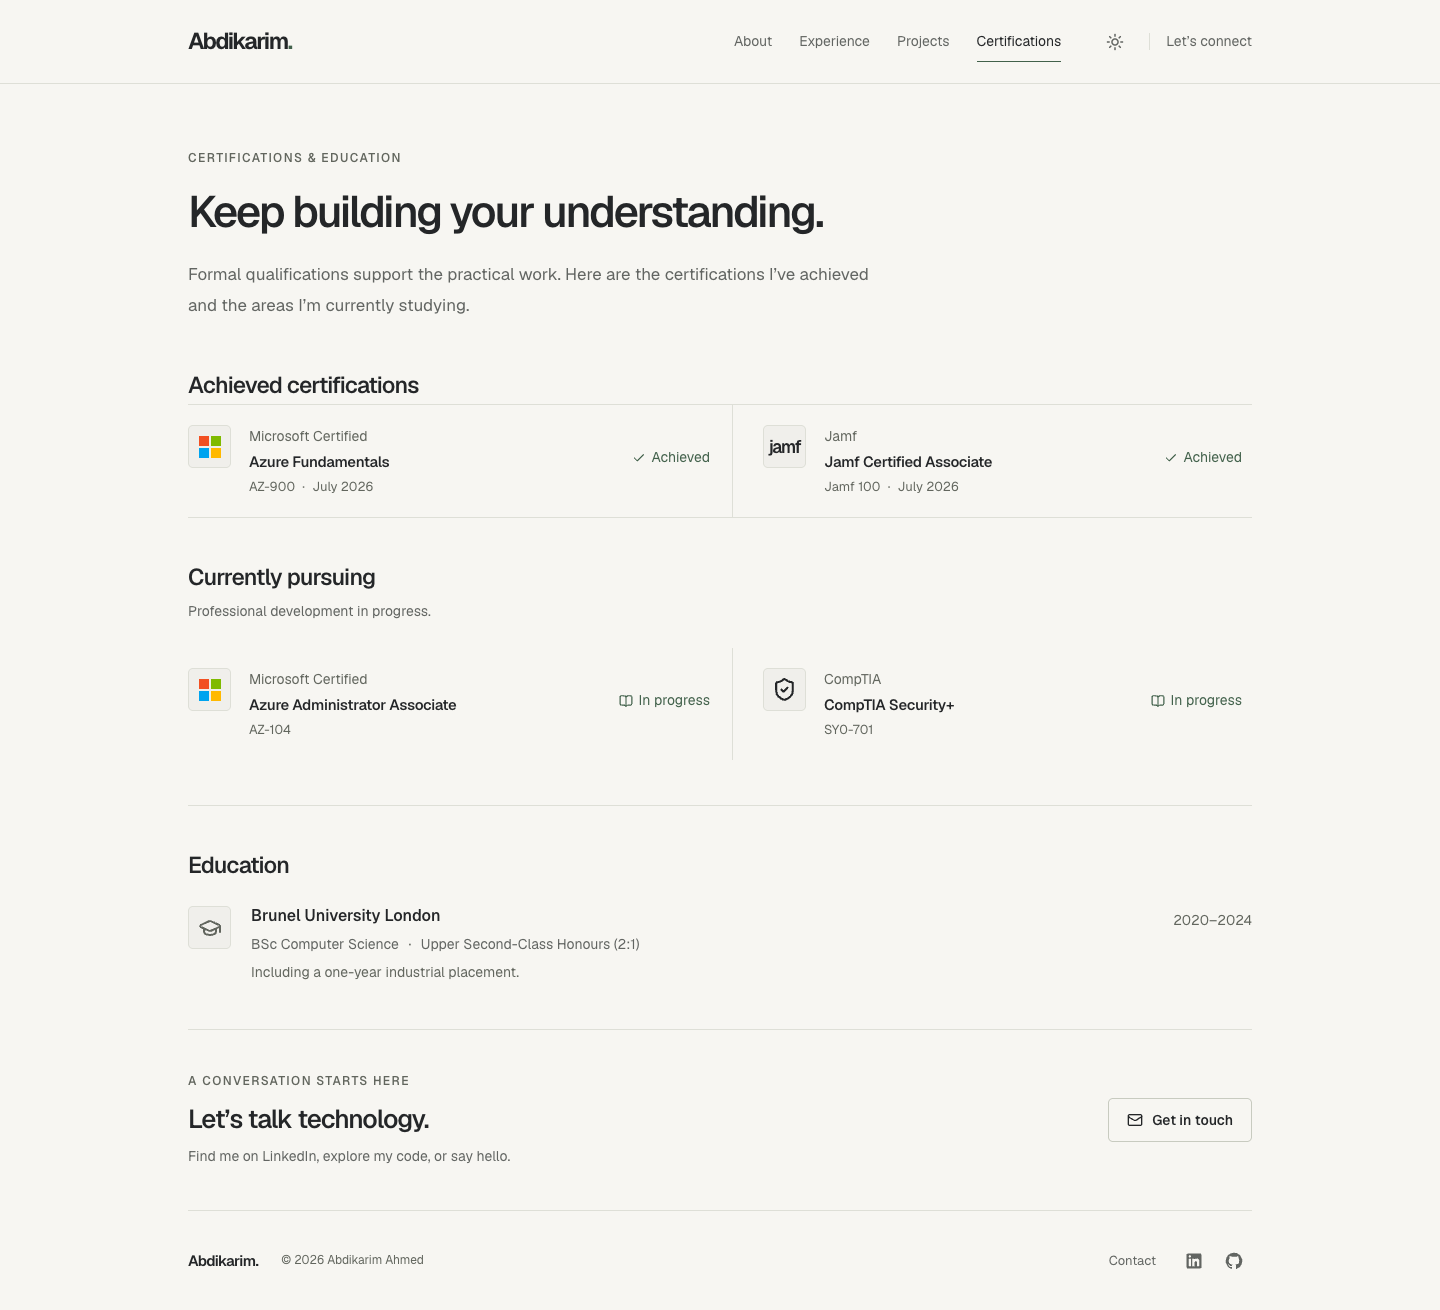 Abdikarim.
About
Experience
Projects
Certifications
Let’s connect
CERTIFICATIONS & EDUCATION
Keep building your understanding.
Formal qualifications support the practical work. Here are the certifications I’ve achieved
and the areas I’m currently studying.
Achieved certifications
Microsoft Certified
Azure Fundamentals
AZ-900 · July 2026
Achieved
jamf
Jamf
Jamf Certified Associate
Jamf 100 · July 2026
Achieved
Currently pursuing
Professional development in progress.
Microsoft Certified
Azure Administrator Associate
AZ-104
In progress
CompTIA
CompTIA Security+
SY0-701
In progress
Education
Brunel University London
2020–2024
BSc Computer Science · Upper Second-Class Honours (2:1)
Including a one-year industrial placement.
A CONVERSATION STARTS HERE
Let’s talk technology.
Find me on LinkedIn, explore my code, or say hello.
Get in touch
Abdikarim.
© 2026 Abdikarim Ahmed
Contact